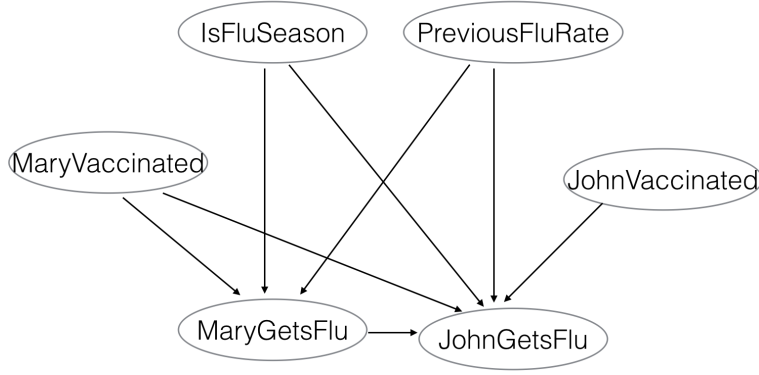 IsFluSeason
PreviousFluRate
MaryVaccinated
JohnVaccinated
MaryGetsFlu
JohnGetsFlu